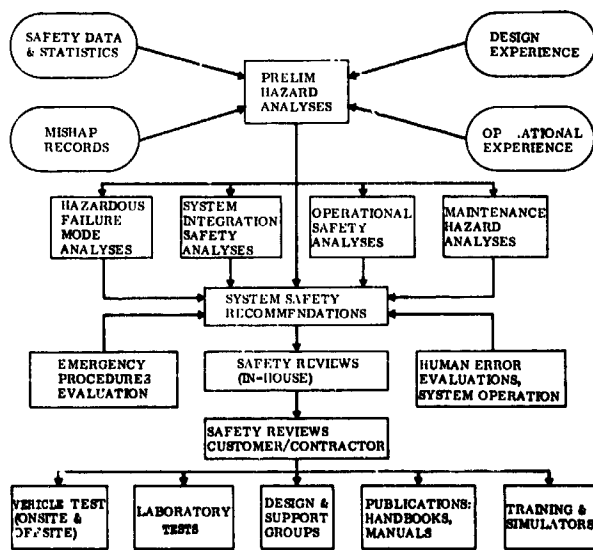 SAFETY DATA
& STATISTICS
DESIGN
EXPERIENCE
PRELIM
HAZARD
ANALYSES
MISHAP
RECORDS
EXPERIENCE
HAZARDOUS
FAILURE
MODE
ANALYSES
SYSTEM
INTEGRATION
SAFETY
ANALYSES
OPERATIONAL
SAFETY
ANALYSES
MAINTENANCE
HAZARD
ANALYSES
SYSTEM SAFETY
RECOMMENDATIONS
EMERGENCY
PROCEDURES
EVALUATION
SAFETY REVIEWS
(IN-HOUSE)
HUMAN ERROR
EVALUATIONS,
SYSTEM OPERATION
SAFETY REVIEWS
CUSTOMER/CONTRACTOR
VEHICLE TEST
(ONSITE &
OFFSITE)
LABORATORY
TESTS
DESIGN &
SUPPORT
GROUPS
PUBLICATIONS:
HANDBOOKS,
MANUALS
TRAINING &
SIMULATORS